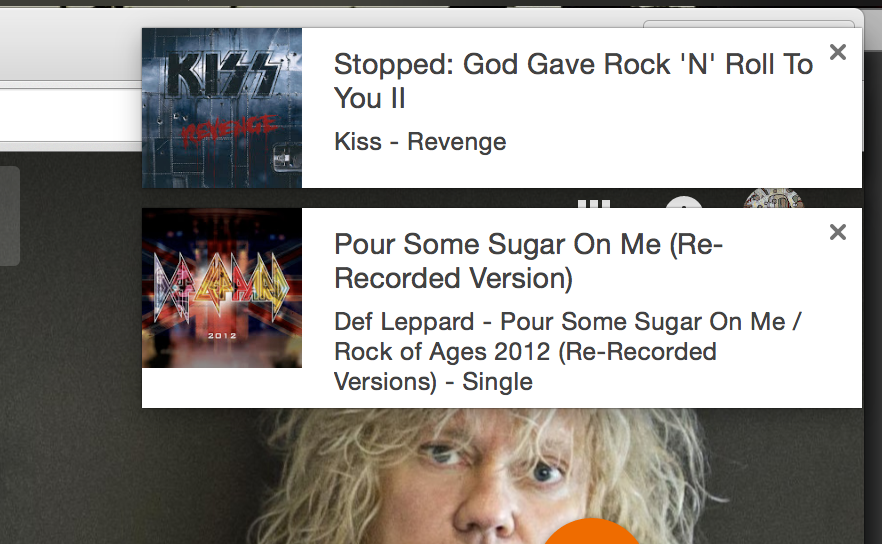 KISS
REVENGE
Stopped: God Gave Rock 'N' Roll To
You II
Kiss - Revenge
DEF LEPPARD
2012
Pour Some Sugar On Me (Re-
Recorded Version)
Def Leppard - Pour Some Sugar On Me /
Rock of Ages 2012 (Re-Recorded
Versions) - Single